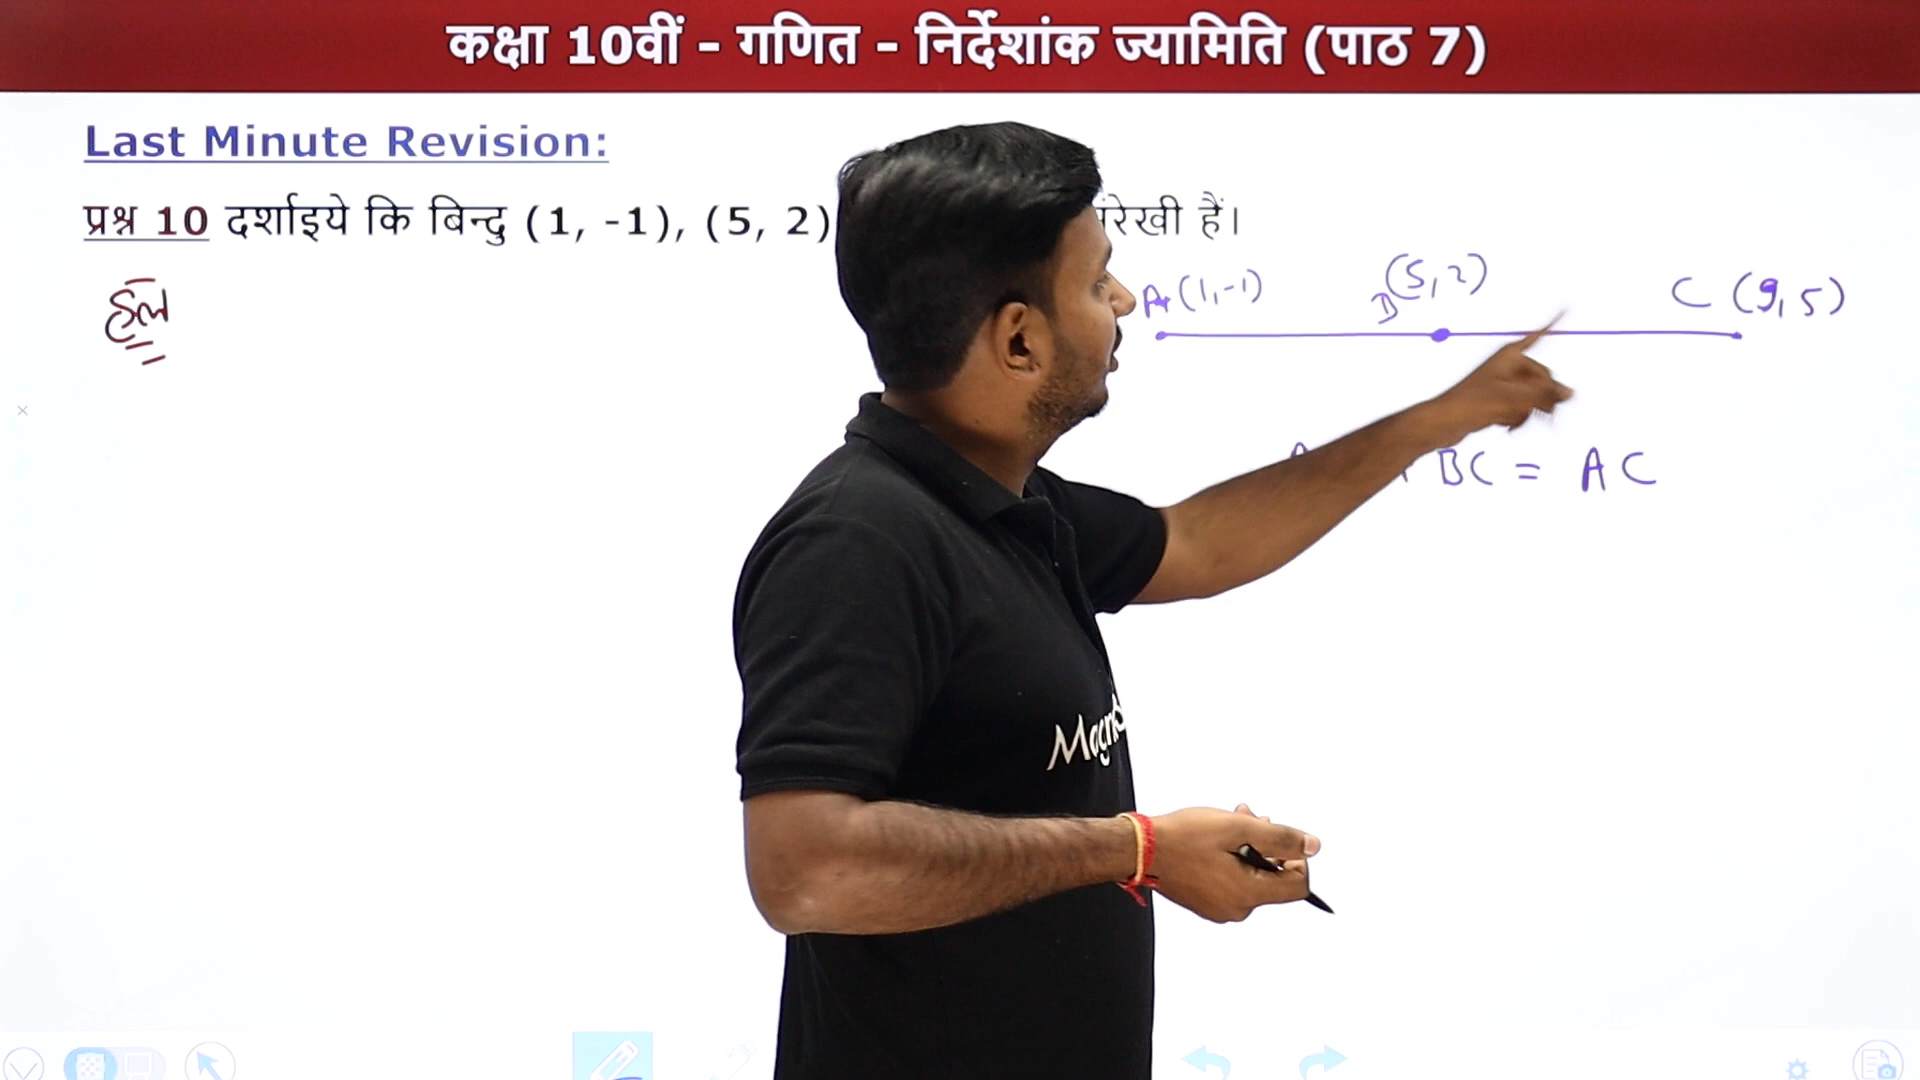 कक्षा 10वीं - गणित - निर्देशांक ज्यामिति (पाठ 7)
Last Minute Revision:
प्रश्न 10 दर्शाइये कि बिन्दु (1, -1), (5, 2) हैं।
हल
A (1,-1) B (5,2) C (9,5)
BC = AC